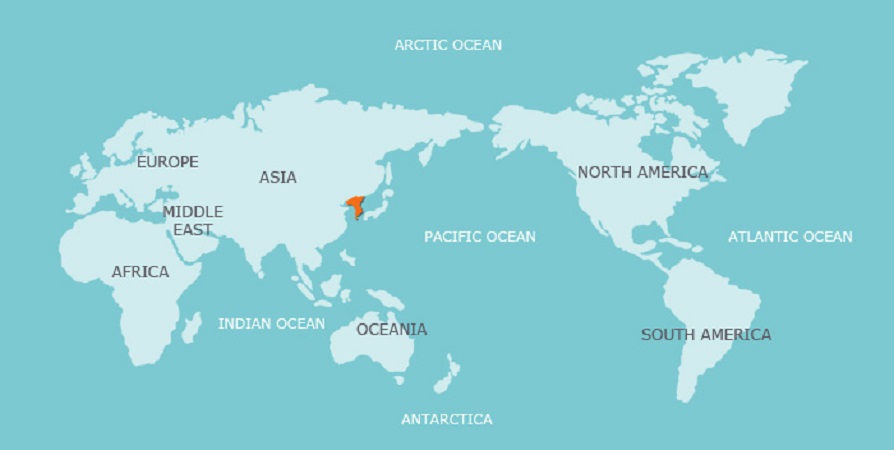 ARCTIC OCEAN
EUROPE
ASIA
NORTH AMERICA
MIDDLE
EAST
PACIFIC OCEAN
ATLANTIC OCEAN
AFRICA
INDIAN OCEAN
OCEANIA
SOUTH AMERICA
ANTARCTICA